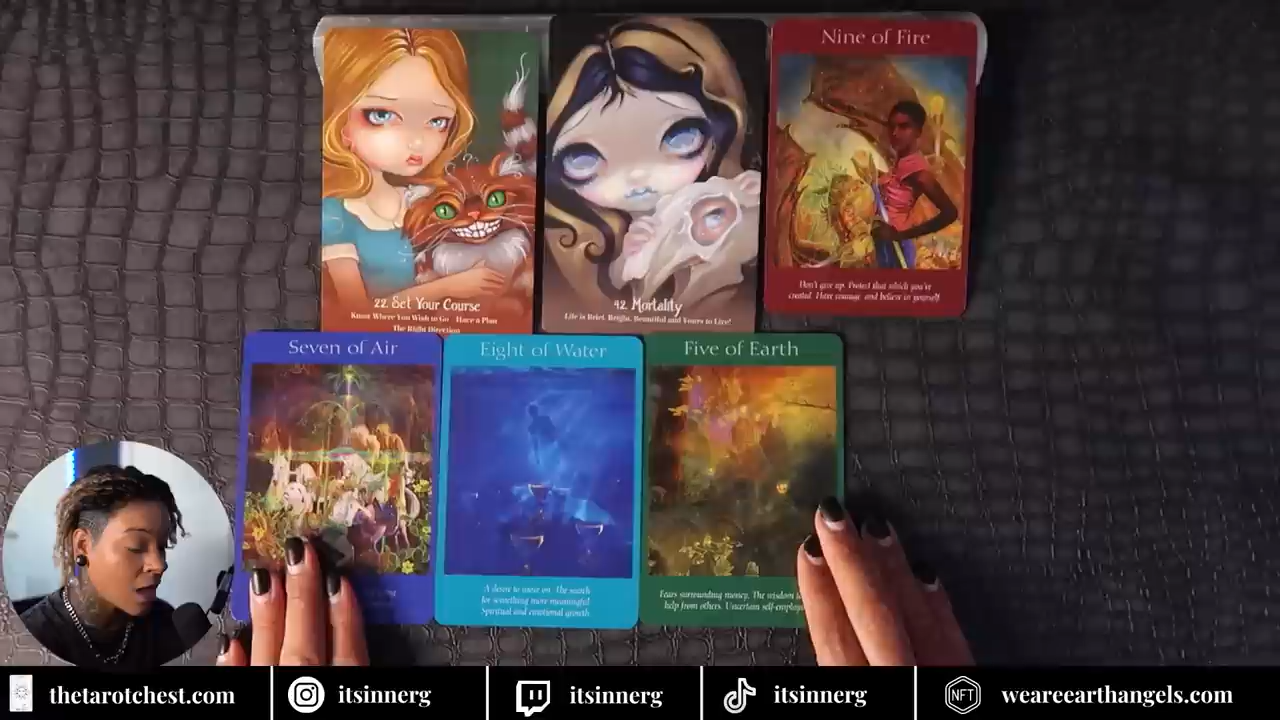 Nine of Fire
Don't give up. Protect that which you've
created. Have courage and believe in yourself
22. Set Your Course
Know Where You Wish to Go Have a Plan
The Right Direction
42. Mortality
Life is Brief, Bright, Beautiful and Yours to Live!
Seven of Air
Eight of Water
A desire to move on. The search
for something more meaningful
Spiritual and emotional growth
Five of Earth
Fears surrounding money. The wisdom
help from others. Uncertain
thetarotchest.com
itsinnerg
itsinnerg
itsinnerg
NFT
weareearthangels.com